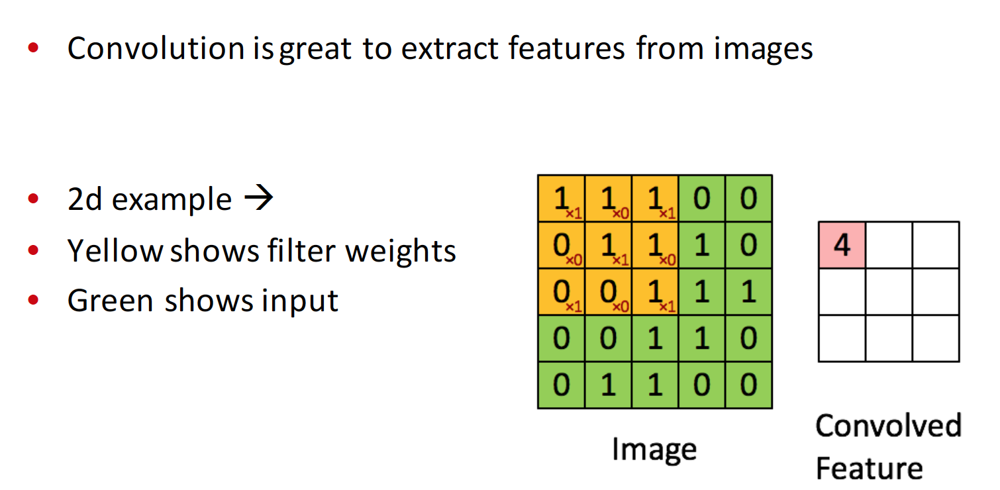 • Convolution is great to extract features from images
• 2d example →
• Yellow shows filter weights
• Green shows input
1×1 1×0 1×1 0 0
0×0 1×1 1×0 1 0
0×1 0×0 1×1 1 1
0 0 1 1 0
0 1 1 0 0
Image
4
Convolved
Feature